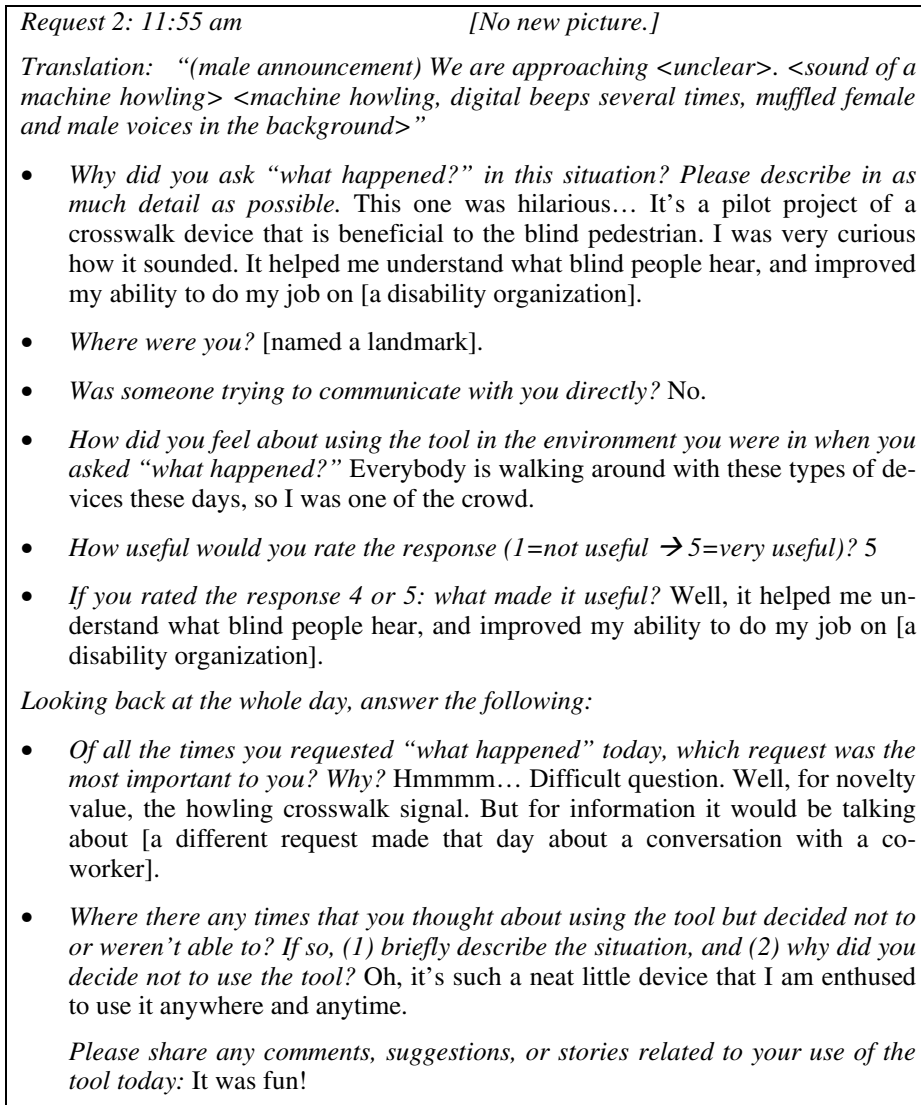 Request 2: 11:55 am [No new picture.]
Translation: “(male announcement) We are approaching <unclear>. <sound of a
machine howling> <machine howling, digital beeps several times, muffled female
and male voices in the background>”
• Why did you ask “what happened?” in this situation? Please describe in as
much detail as possible. This one was hilarious… It’s a pilot project of a
crosswalk device that is beneficial to the blind pedestrian. I was very curious
how it sounded. It helped me understand what blind people hear, and improved
my ability to do my job on [a disability organization].
• Where were you? [named a landmark].
• Was someone trying to communicate with you directly? No.
• How did you feel about using the tool in the environment you were in when you
asked “what happened?” Everybody is walking around with these types of de-
vices these days, so I was one of the crowd.
• How useful would you rate the response (1=not useful → 5=very useful)? 5
• If you rated the response 4 or 5: what made it useful? Well, it helped me un-
derstand what blind people hear, and improved my ability to do my job on [a
disability organization].
Looking back at the whole day, answer the following:
• Of all the times you requested “what happened” today, which request was the
most important to you? Why? Hmmmm… Difficult question. Well, for novelty
value, the howling crosswalk signal. But for information it would be talking
about [a different request made that day about a conversation with a co-
worker].
• Where there any times that you thought about using the tool but decided not to
or weren’t able to? If so, (1) briefly describe the situation, and (2) why did you
decide not to use the tool? Oh, it’s such a neat little device that I am enthused
to use it anywhere and anytime.
Please share any comments, suggestions, or stories related to your use of the
tool today: It was fun!